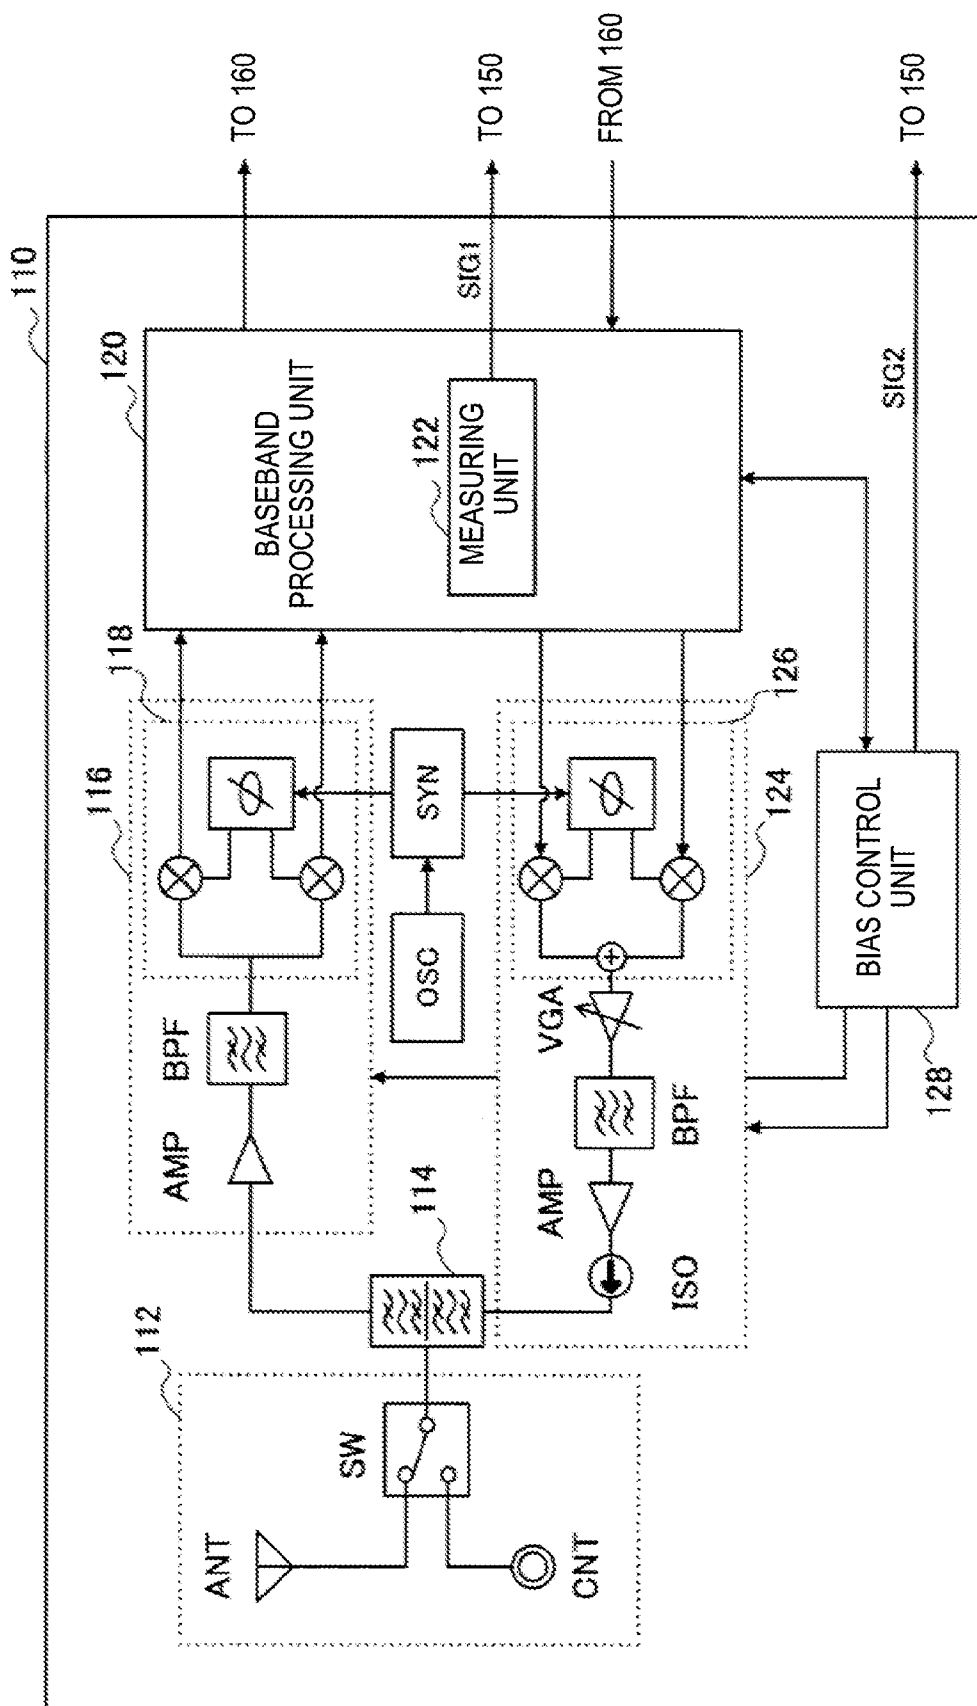 110
TO 160
TO 150
FROM 160
TO 150
SIG1
SIG2
120
BASEBAND
PROCESSING UNIT
122
MEASURING
UNIT
118
116
126
124
SYN
OSC
BPF
AMP
VGA
BPF
AMP
ISO
114
BIAS CONTROL
UNIT
128
112
SW
ANT
CNT